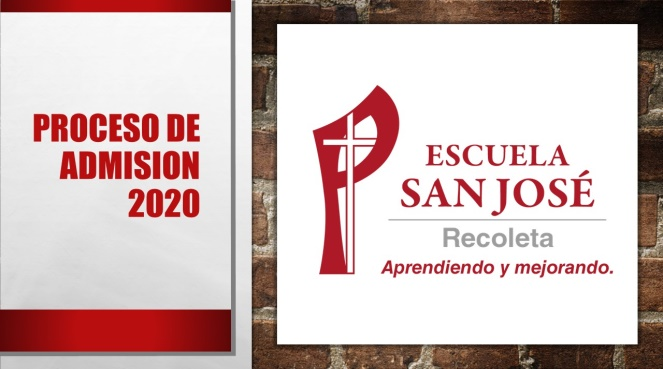 PROCESO DE
ADMISION
2020
ESCUELA
SAN JOSÉ
Recoleta
Aprendiendo y mejorando.